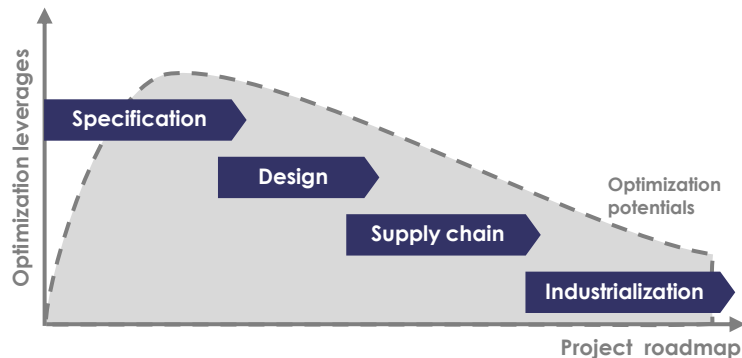 Optimization leverages
Specification
Design
Optimization
potentials
Supply chain
Industrialization
Project roadmap